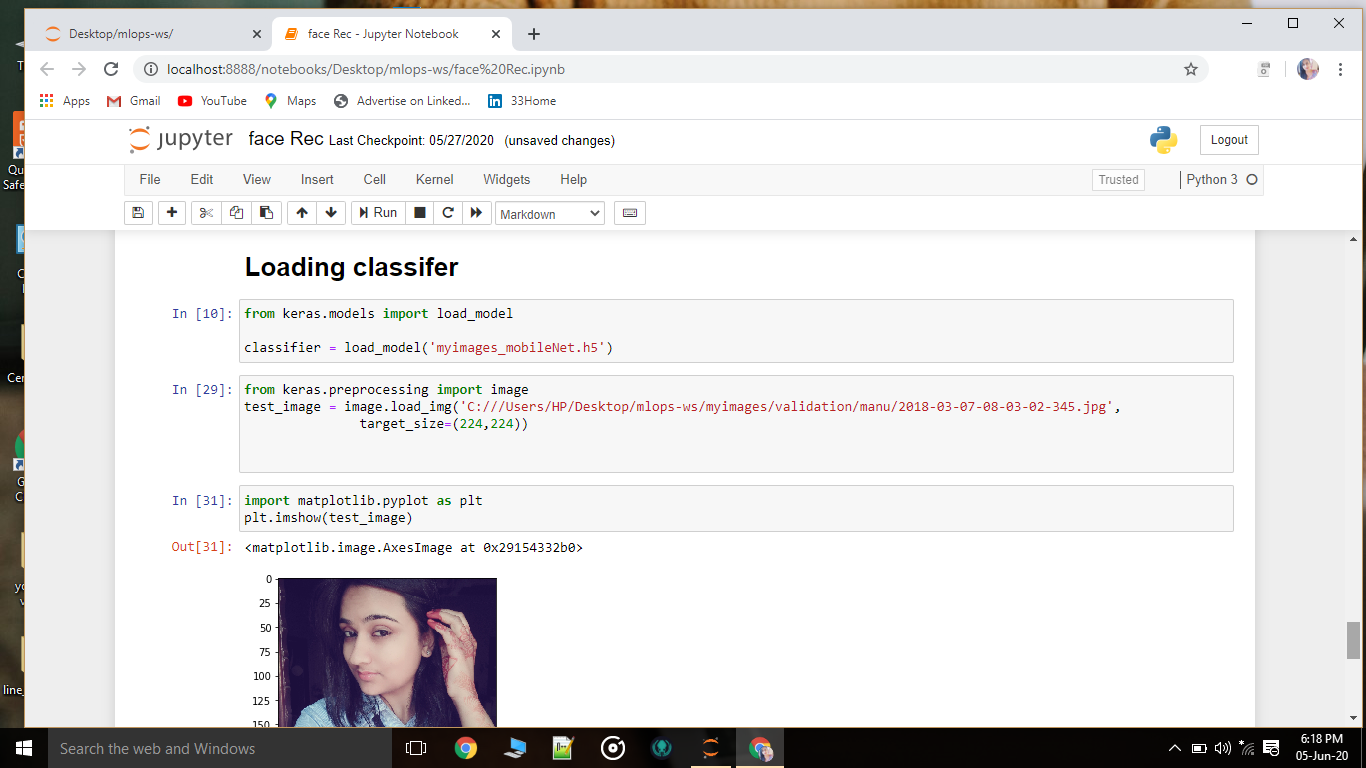 Desktop/mlops-ws/
face Rec - Jupyter Notebook
localhost:8888/notebooks/Desktop/mlops-ws/face%20Rec.ipynb
Apps Gmail YouTube Maps Advertise on Linked... 33Home
jupyter face Rec Last Checkpoint: 05/27/2020 (unsaved changes) Logout
File Edit View Insert Cell Kernel Widgets Help Trusted Python 3
Run Markdown
Loading classifer
In [10]: from keras.models import load_model
classifier = load_model('myimages_mobileNet.h5')
In [29]: from keras.preprocessing import image
test_image = image.load_img('C:///Users/HP/Desktop/mlops-ws/myimages/validation/manu/2018-03-07-08-03-02-345.jpg',
target_size=(224,224))
In [31]: import matplotlib.pyplot as plt
plt.imshow(test_image)
Out[31]: <matplotlib.image.AxesImage at 0x29154332b0>
0
25
50
75
100
125
150
Search the web and Windows
6:18 PM
05-Jun-20